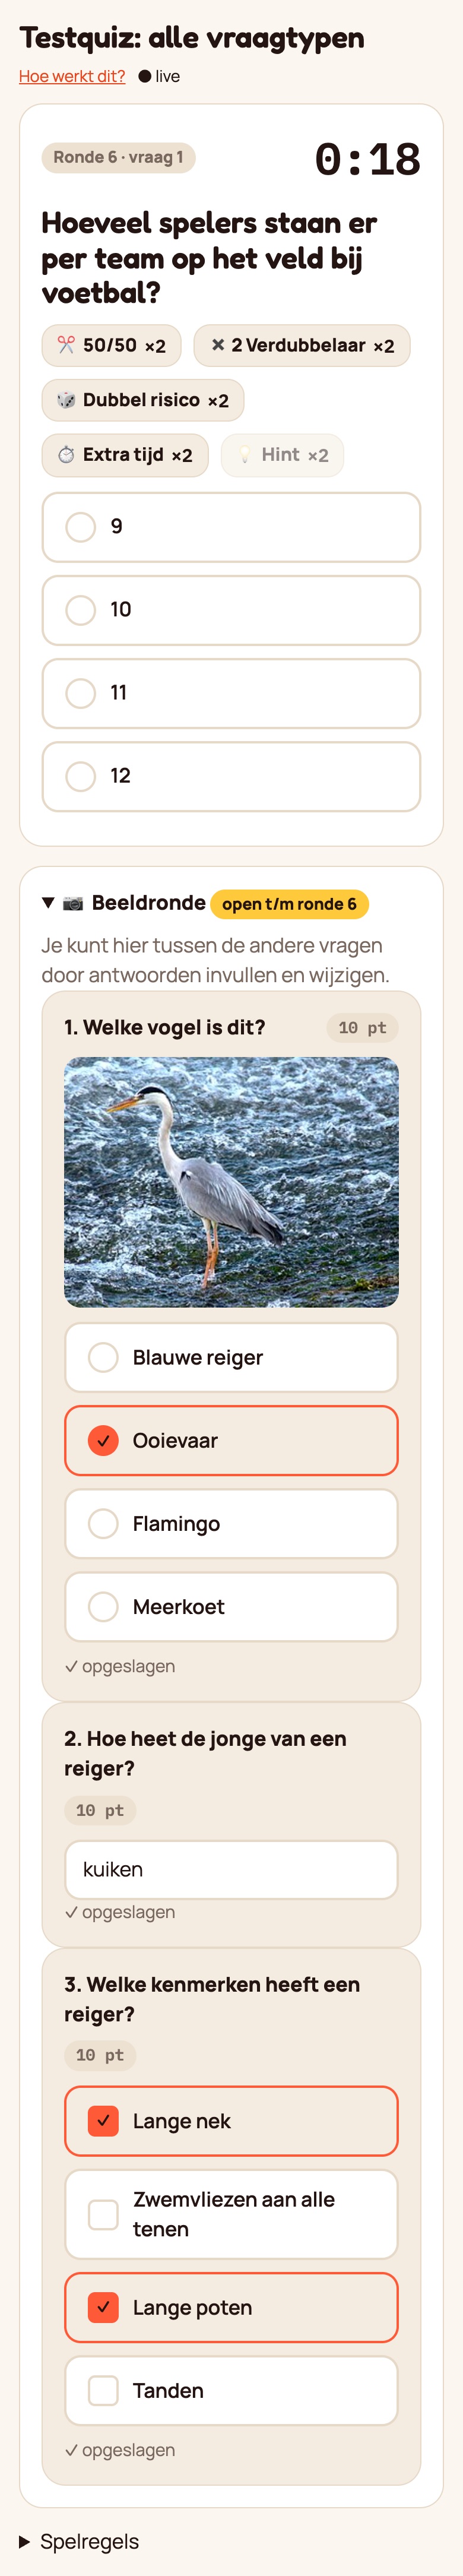 Testquiz: alle vraagtypen
Hoe werkt dit? ● live
Ronde 6 · vraag 1 0:18
Hoeveel spelers staan er
per team op het veld bij
voetbal?
✂️ 50/50 ×2 ✖️ 2 Verdubbelaar ×2
🎲 Dubbel risico ×2
⏱️ Extra tijd ×2 💡 Hint ×2
9
10
11
12
▼ 📷 Beeldronde open t/m ronde 6
Je kunt hier tussen de andere vragen
door antwoorden invullen en wijzigen.
1. Welke vogel is dit? 10 pt
Blauwe reiger
✓ Ooievaar
Flamingo
Meerkoet
✓ opgeslagen
2. Hoe heet de jonge van een
reiger?
10 pt
kuiken
✓ opgeslagen
3. Welke kenmerken heeft een
reiger?
10 pt
✓ Lange nek
Zwemvliezen aan alle
tenen
✓ Lange poten
Tanden
✓ opgeslagen
▶ Spelregels